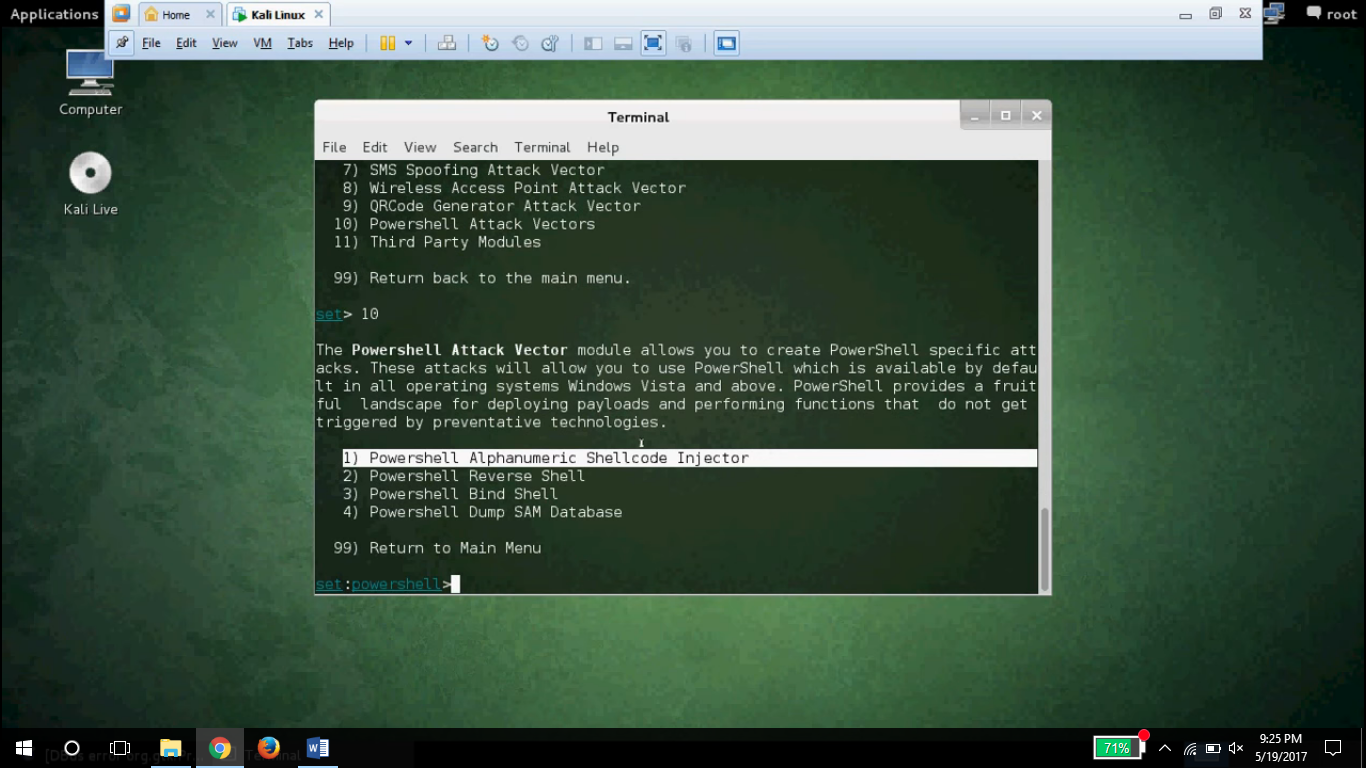 Applications
Home
Kali Linux
root
File Edit View VM Tabs Help
Computer
Kali Live
Terminal
File Edit View Search Terminal Help
7) SMS Spoofing Attack Vector
8) Wireless Access Point Attack Vector
9) QRCode Generator Attack Vector
10) Powershell Attack Vectors
11) Third Party Modules
99) Return back to the main menu.
set> 10
The Powershell Attack Vector module allows you to create PowerShell specific att
acks. These attacks will allow you to use PowerShell which is available by defau
lt in all operating systems Windows Vista and above. PowerShell provides a fruit
ful  landscape for deploying payloads and performing functions that  do not get
triggered by preventative technologies.
1) Powershell Alphanumeric Shellcode Injector
2) Powershell Reverse Shell
3) Powershell Bind Shell
4) Powershell Dump SAM Database
99) Return to Main Menu
set:powershell>
Terminal
71%
9:25 PM
5/19/2017